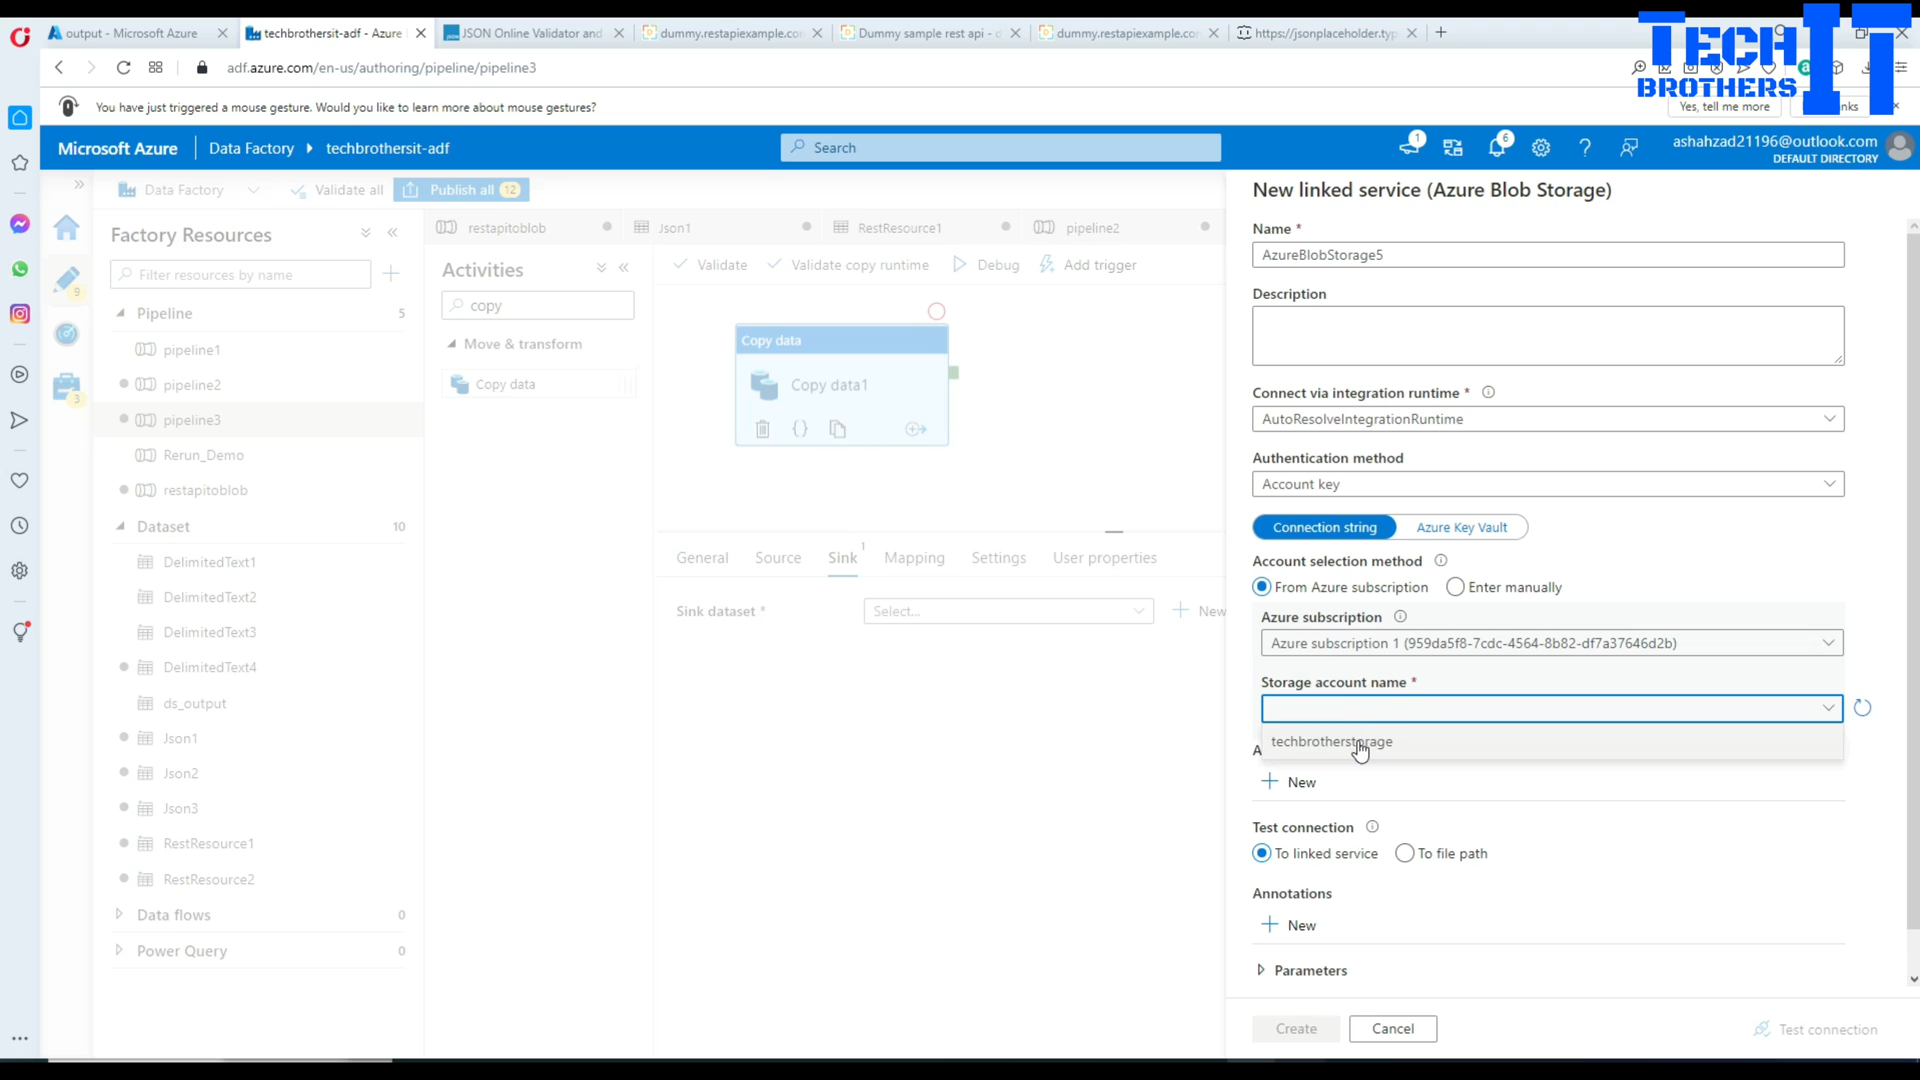 output - Microsoft Azure
techbrothersit-adf - Azure
JSON Online Validator and
dummy.restapiexample.co
Dummy sample rest api - d
dummy.restapiexample.co
https://jsonplaceholder.typ
TECH IT
BROTHERS
adf.azure.com/en-us/authoring/pipeline/pipeline3
You have just triggered a mouse gesture. Would you like to learn more about mouse gestures?
Yes, tell me more
Microsoft Azure
Data Factory
techbrothersit-adf
Search
1
6
ashahzad21196@outlook.com
DEFAULT DIRECTORY
Data Factory
Validate all
Publish all
12
9
3
Factory Resources
Filter resources by name
Pipeline
5
pipeline1
pipeline2
pipeline3
Rerun_Demo
restapitoblob
Dataset
10
DelimitedText1
DelimitedText2
DelimitedText3
DelimitedText4
ds_output
Json1
Json2
Json3
RestResource1
RestResource2
Data flows
0
Power Query
0
restapitoblob
Json1
RestResource1
pipeline2
Activities
copy
Move & transform
Copy data
Validate
Validate copy runtime
Debug
Add trigger
Copy data
Copy data1
General
Source
Sink
1
Mapping
Settings
User properties
Sink dataset *
Select...
New
New linked service (Azure Blob Storage)
Name *
AzureBlobStorage5
Description
Connect via integration runtime *
AutoResolveIntegrationRuntime
Authentication method
Account key
Connection string
Azure Key Vault
Account selection method
From Azure subscription
Enter manually
Azure subscription
Azure subscription 1 (959da5f8-7cdc-4564-8b82-df7a37646d2b)
Storage account name *
techbrotherstorage
New
Test connection
To linked service
To file path
Annotations
New
Parameters
Create
Cancel
Test connection